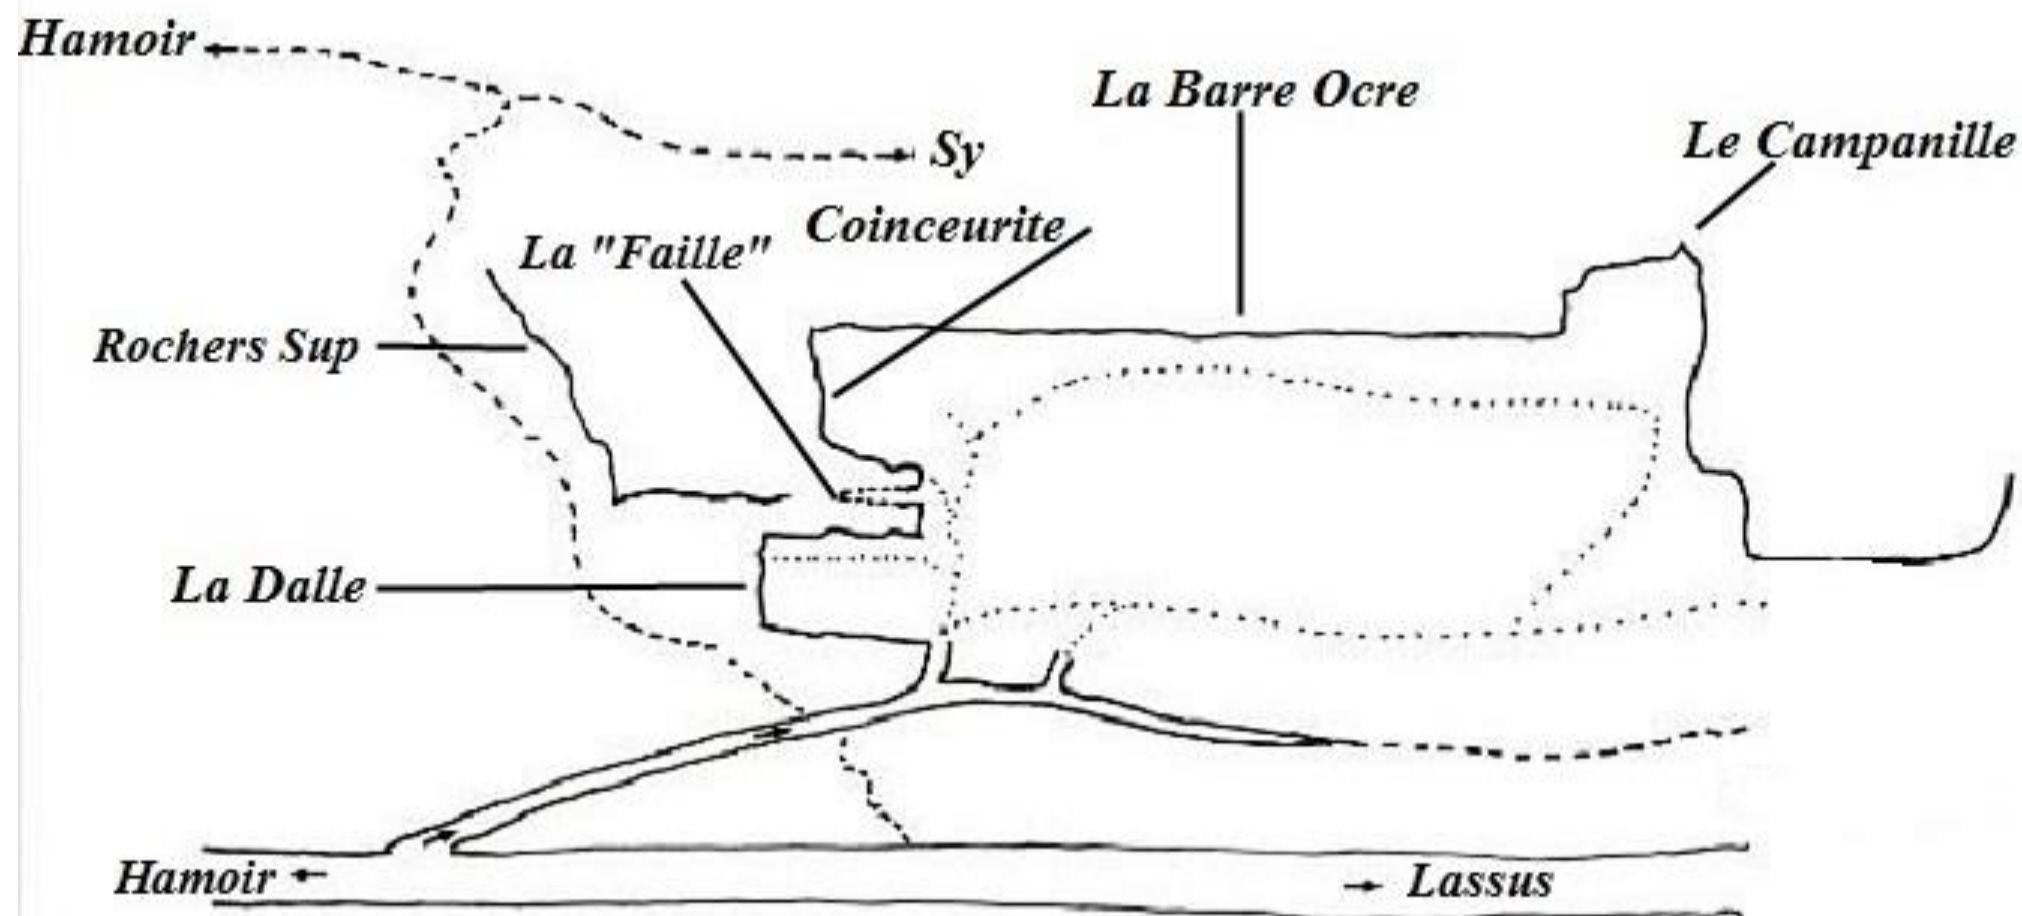 Hamoir
La Barre Ocre
Le Campanille
Sy
Coinceurite
La "Faille"
Rochers Sup
La Dalle
Hamoir
Lassus